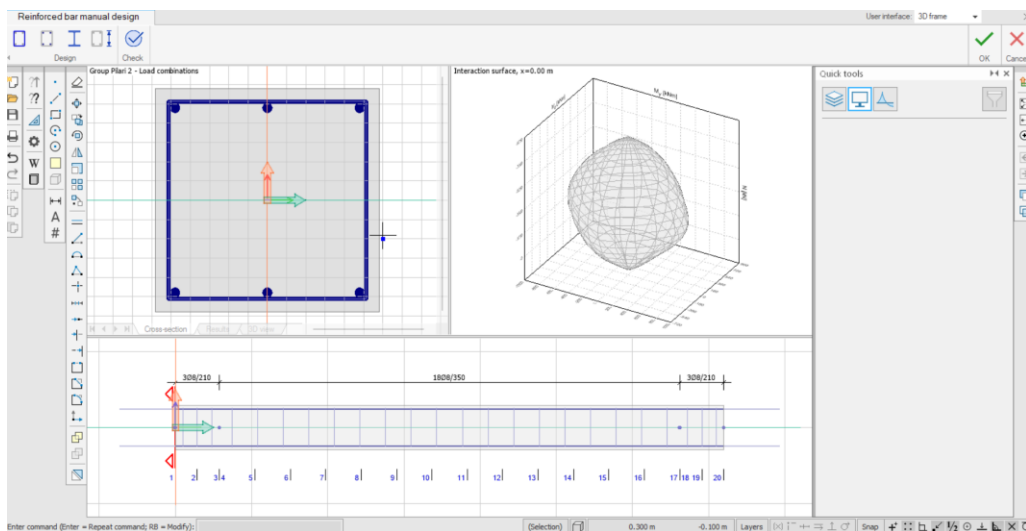 Reinforced bar manual design
User interface: 3D frame
Design
Check
OK
Cance
Group Pilari 2 - Load combinations
Interaction surface, x=0.00 m
Quick tools
?
??
W
A
#
Cross-section
Results
3D view
3Ø8/210
18Ø8/350
3Ø8/210
1 2 3 4 5 6 7 8 9 10 11 12 13 14 15 16 17 18 19 20
Enter command (Enter = Repeat command; RB = Modify):
(Selection)
0.300 m
-0.100 m
Layers
Snap